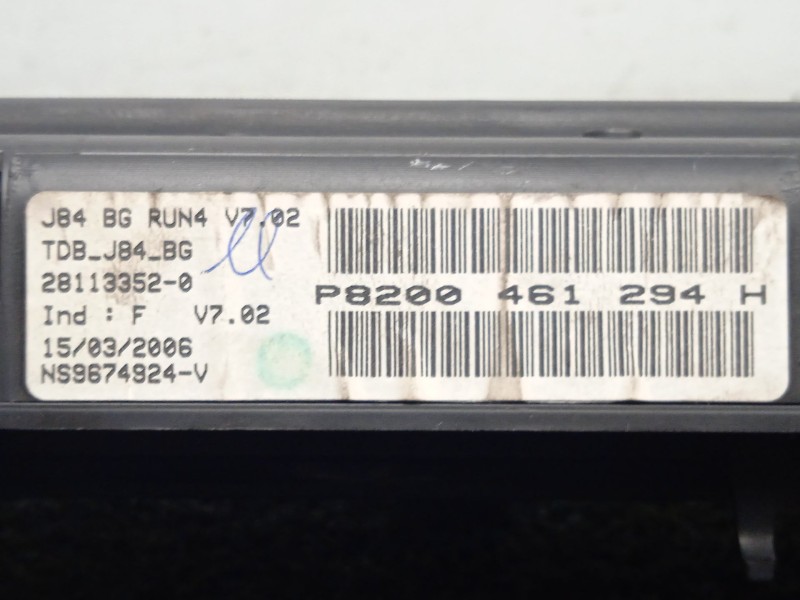 J84 BG RUN4 V7.02
TDB_J84_BG
28113352-0
Ind : F V7.02
15/03/2006
NS9674924-V
P8200 461 294 H